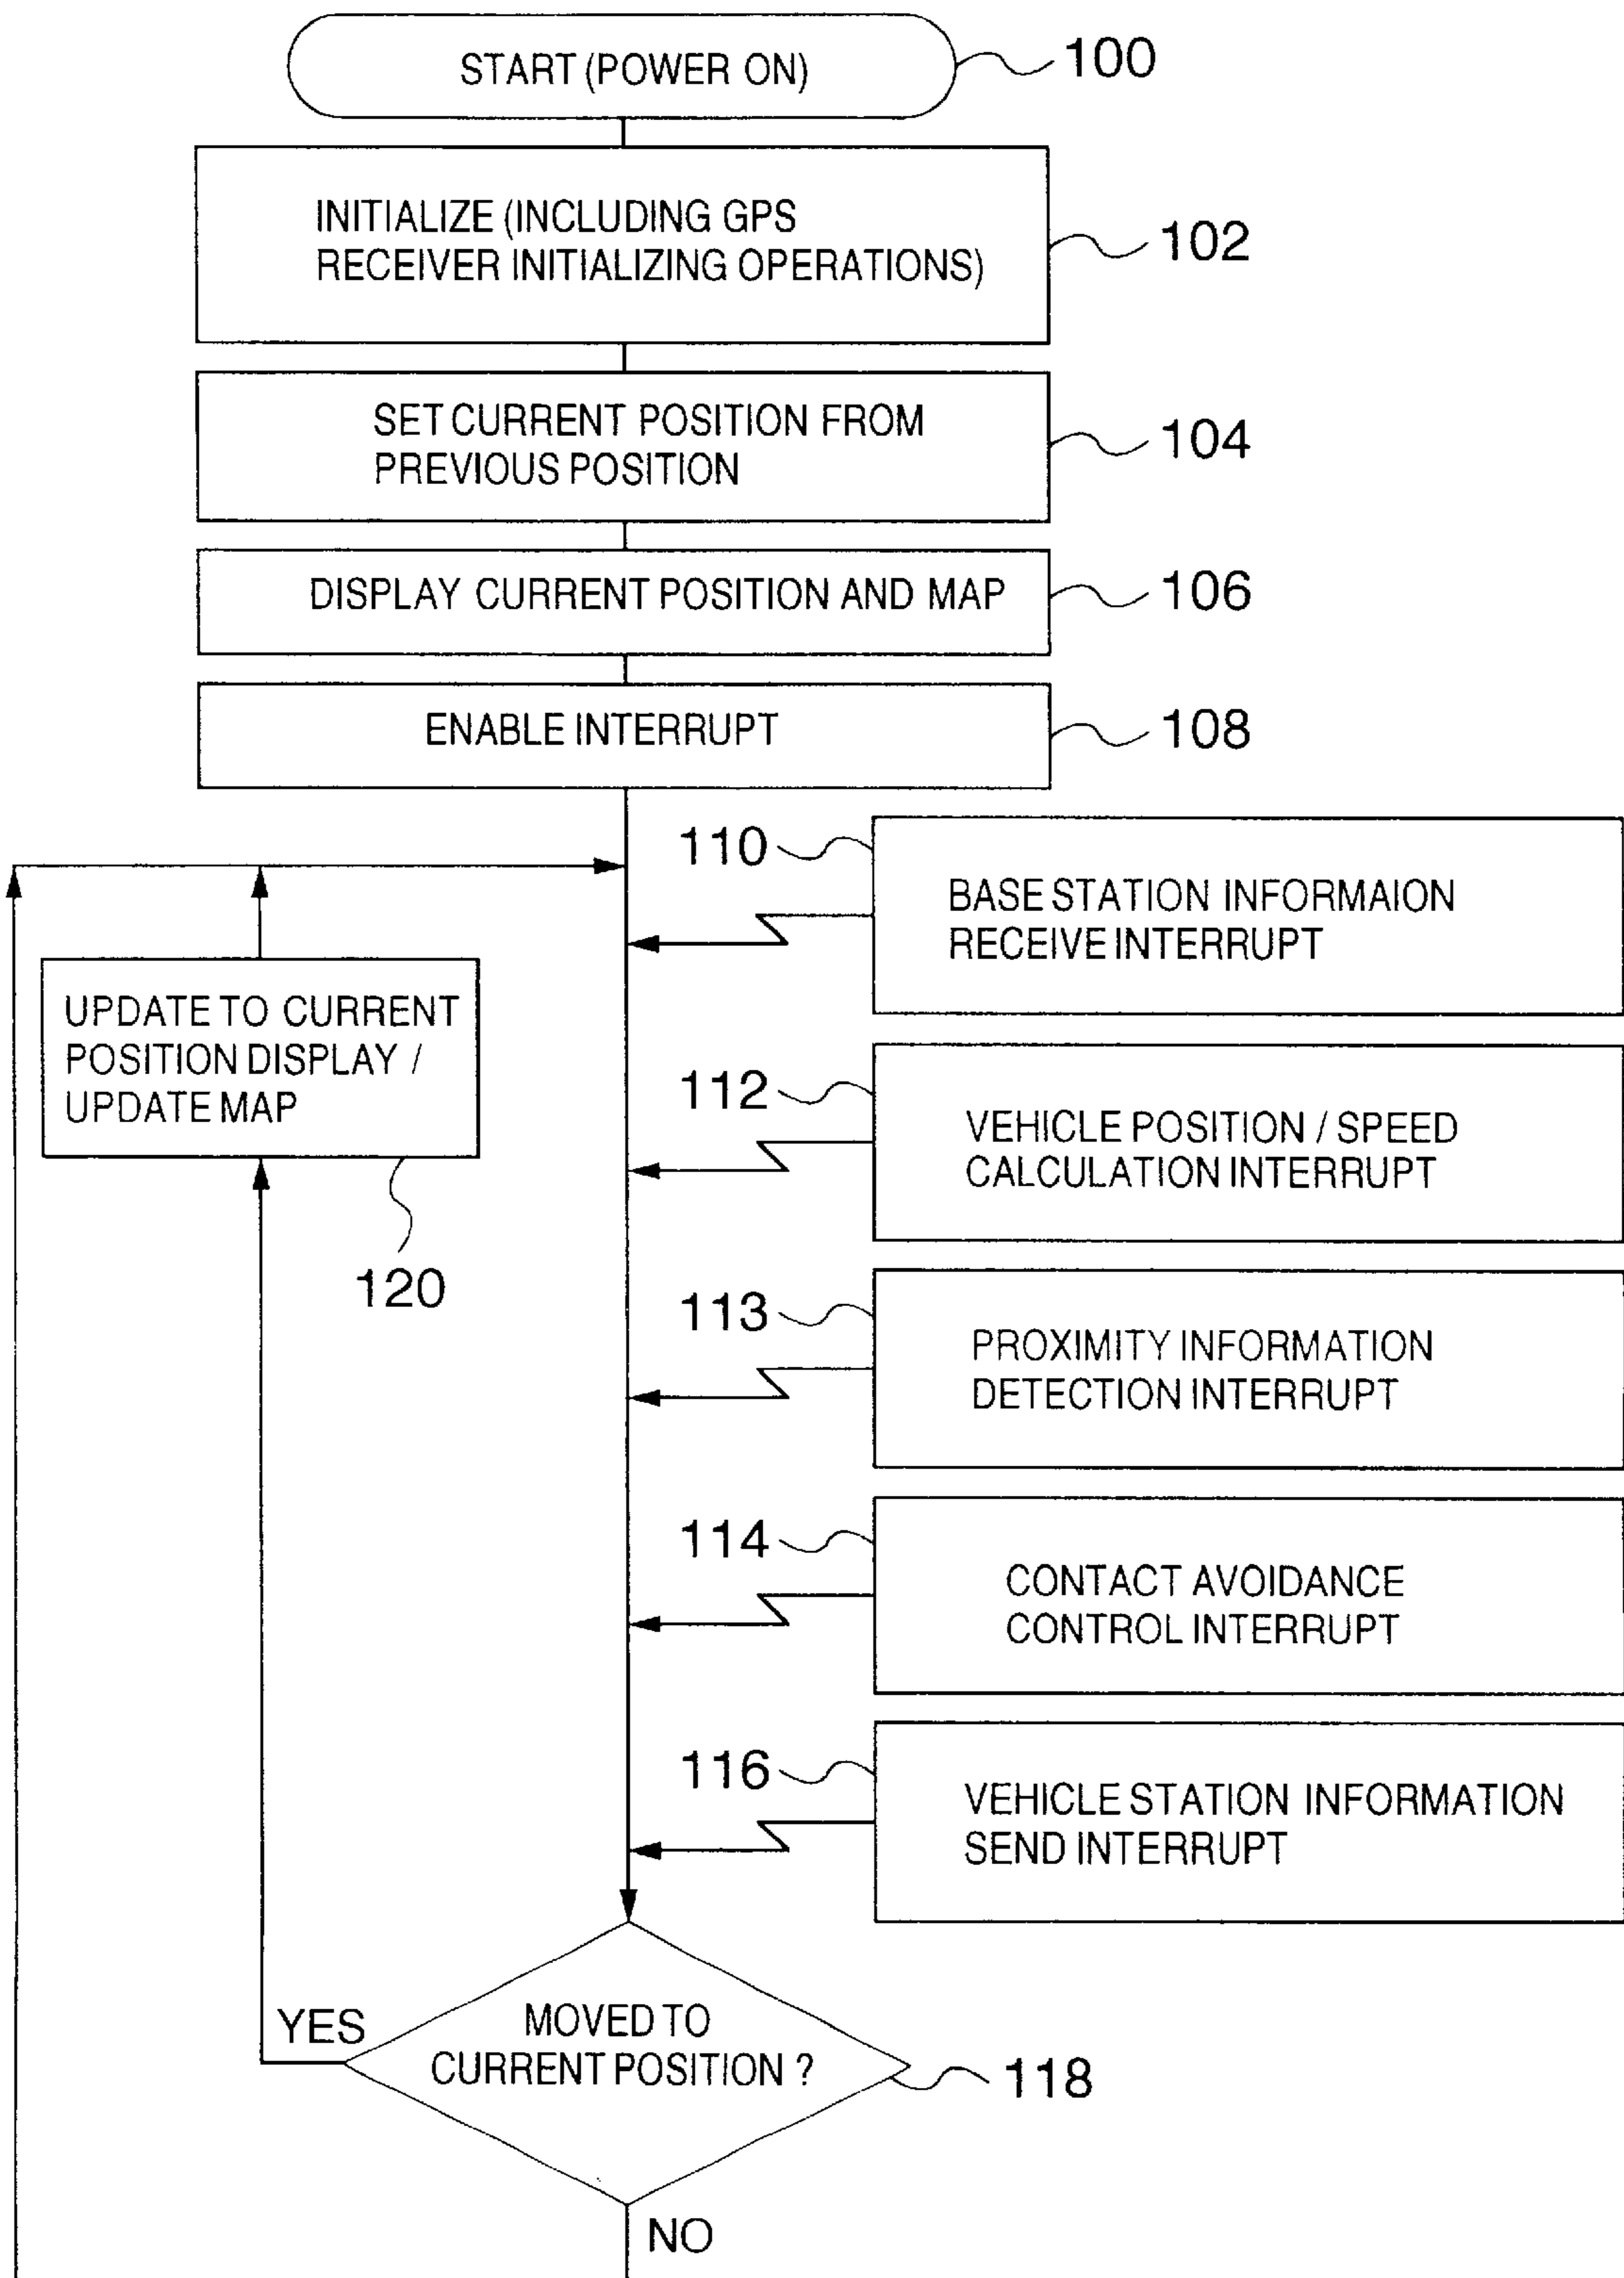 START (POWER ON)
100
INITIALIZE (INCLUDING GPS
RECEIVER INITIALIZING OPERATIONS)
102
SET CURRENT POSITION FROM
PREVIOUS POSITION
104
DISPLAY CURRENT POSITION AND MAP
106
ENABLE INTERRUPT
108
110
BASE STATION INFORMAION
RECEIVE INTERRUPT
UPDATE TO CURRENT
POSITION DISPLAY /
UPDATE MAP
120
112
VEHICLE POSITION / SPEED
CALCULATION INTERRUPT
113
PROXIMITY INFORMATION
DETECTION INTERRUPT
114
CONTACT AVOIDANCE
CONTROL INTERRUPT
116
VEHICLE STATION INFORMATION
SEND INTERRUPT
YES
MOVED TO
CURRENT POSITION ?
118
NO